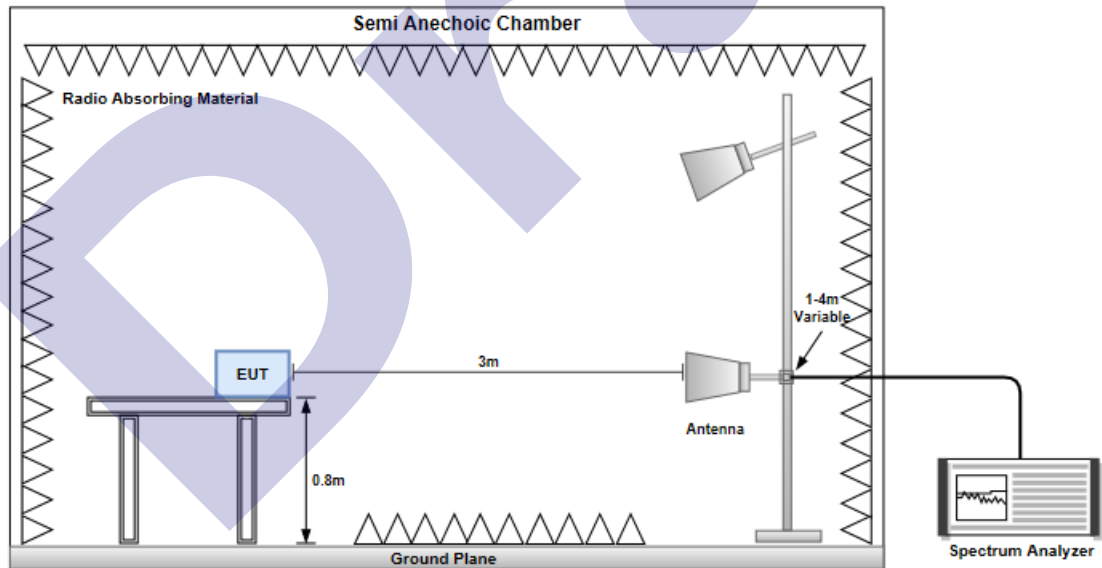 Semi Anechoic Chamber
Radio Absorbing Material
1-4m
Variable
3m
EUT
Antenna
0.8m
Ground Plane
Spectrum Analyzer